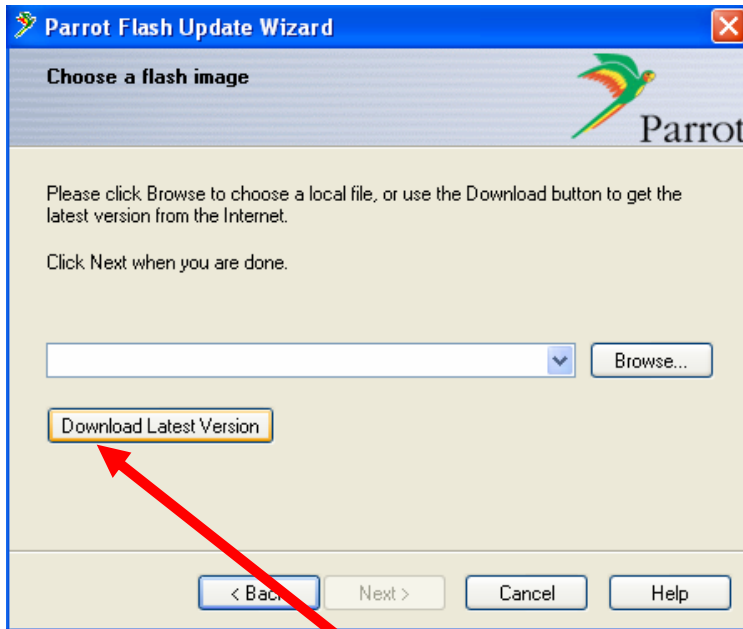 Parrot Flash Update Wizard
Choose a flash image
Parrot
Please click Browse to choose a local file, or use the Download button to get the
latest version from the Internet.
Click Next when you are done.
Browse...
Download Latest Version
< Back Next > Cancel Help